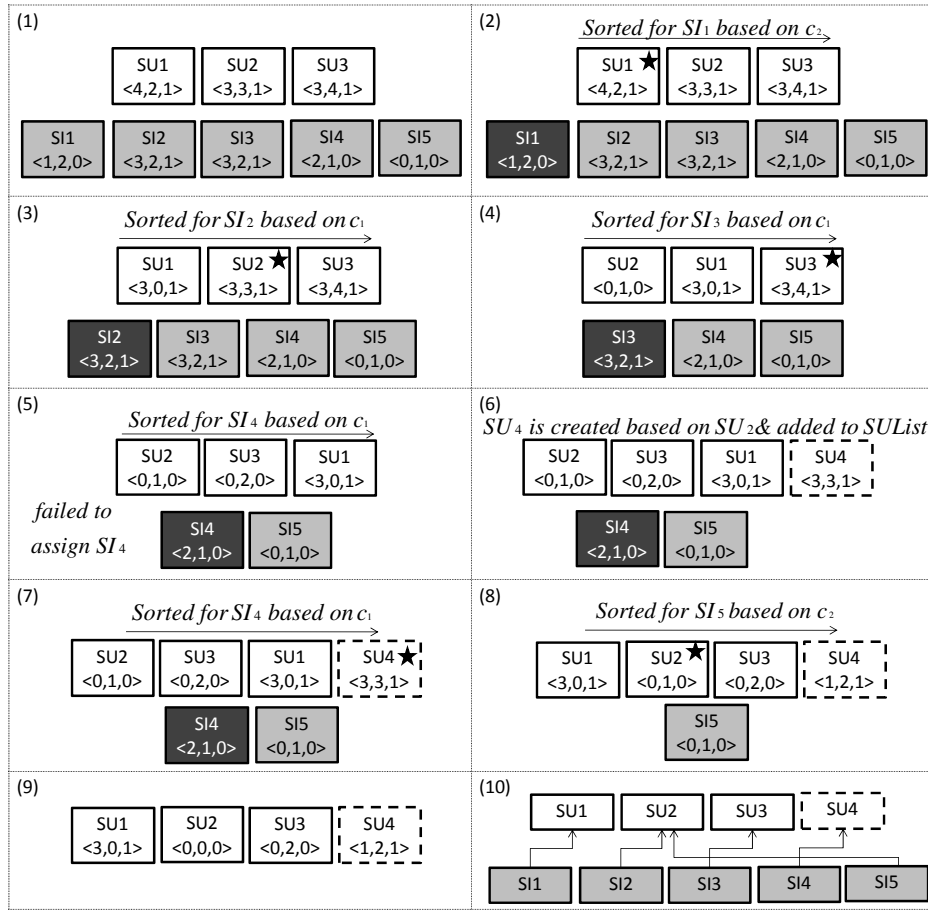 (1)
SU1 SU2 SU3
<4,2,1> <3,3,1> <3,4,1>
SI1 SI2 SI3 SI4 SI5
<1,2,0> <3,2,1> <3,2,1> <2,1,0> <0,1,0>
(2) Sorted for SI1 based on c2
SU1 SU2 SU3
<4,2,1> <3,3,1> <3,4,1>
SI1 SI2 SI3 SI4 SI5
<1,2,0> <3,2,1> <3,2,1> <2,1,0> <0,1,0>
(3) Sorted for SI2 based on c1
SU1 SU2 SU3
<3,0,1> <3,3,1> <3,4,1>
SI2 SI3 SI4 SI5
<3,2,1> <3,2,1> <2,1,0> <0,1,0>
(4) Sorted for SI3 based on c1
SU2 SU1 SU3
<0,1,0> <3,0,1> <3,4,1>
SI3 SI4 SI5
<3,2,1> <2,1,0> <0,1,0>
(5)
Sorted for SI4 based on c1
SU2 SU3 SU1
<0,1,0> <0,2,0> <3,0,1>
failed to
assign SI4
SI4 SI5
<2,1,0> <0,1,0>
(6)
SU4 is created based on SU2 & added to SUList
SU2 SU3 SU1 SU4
<0,1,0> <0,2,0> <3,0,1> <3,3,1>
SI4 SI5
<2,1,0> <0,1,0>
(7)
Sorted for SI4 based on c1
SU2 SU3 SU1 SU4
<0,1,0> <0,2,0> <3,0,1> <3,3,1>
SI4 SI5
<2,1,0> <0,1,0>
(8)
Sorted for SI5 based on c2
SU1 SU2 SU3 SU4
<3,0,1> <0,1,0> <0,2,0> <1,2,1>
SI5
<0,1,0>
(9)
SU1 SU2 SU3 SU4
<3,0,1> <0,0,0> <0,2,0> <1,2,1>
(10)
SU1 SU2 SU3 SU4
SI1 SI2 SI3 SI4 SI5